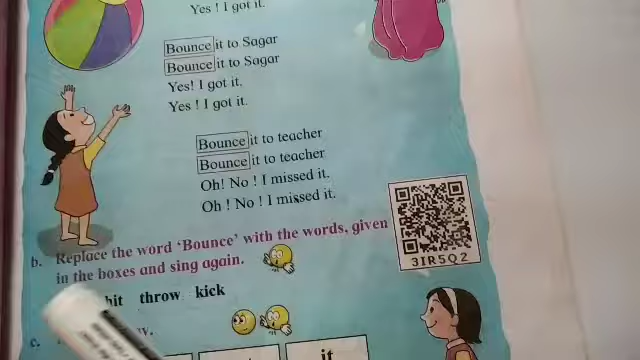 Yes ! I got it.
Bounce it to Sagar
Bounce it to Sagar
Yes! I got it.
Yes ! I got it.
Bounce it to teacher
Bounce it to teacher
Oh! No ! I missed it.
Oh ! No ! I missed it.
3IR5Q2
b. Replace the word ‘Bounce’ with the words, given
in the boxes and sing again.
hit throw kick
c.
it